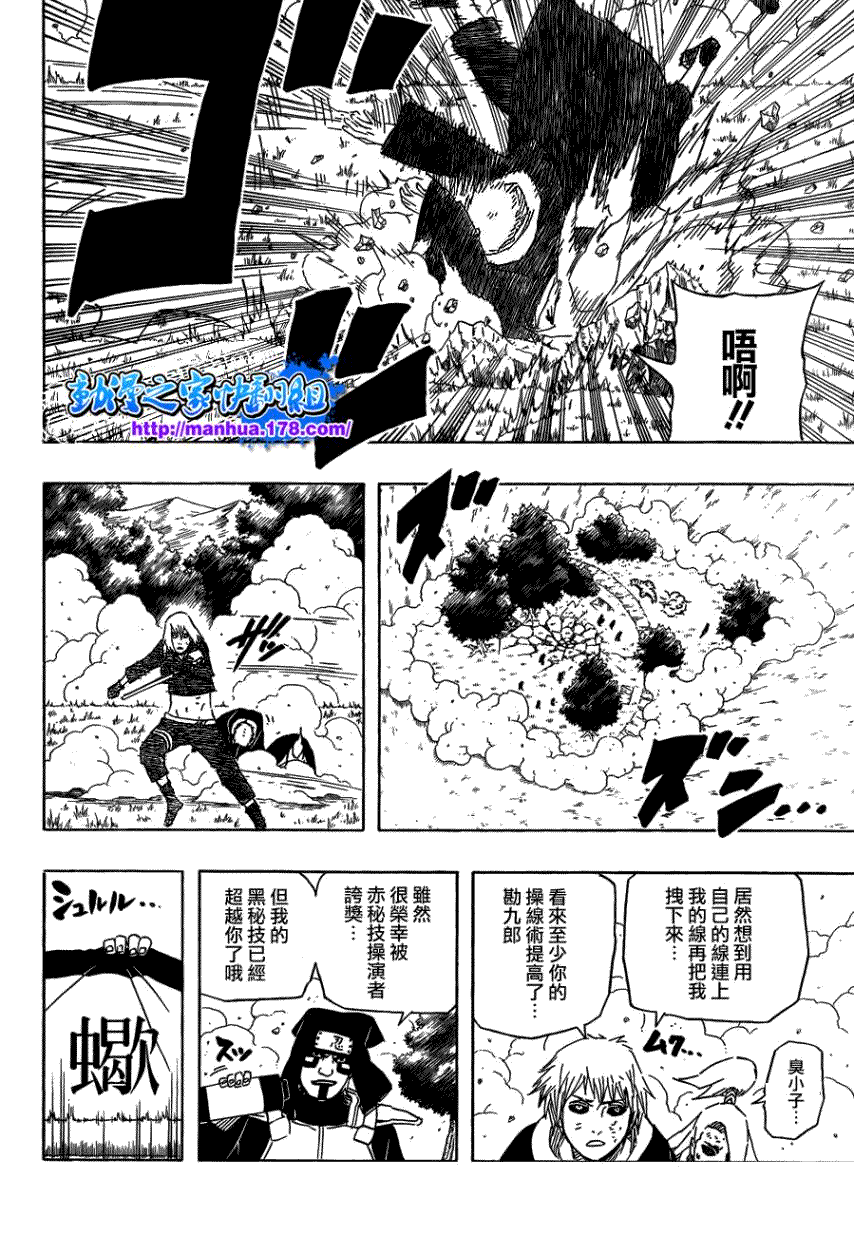 ゴゴ
唔啊!!
動漫之家快翻組
http://manhua.178.com/
ズズ
ズン…
ザッ
臭小子…
居然想到用
自己的線連上
我的線再把我
拽下來…
ムク…
看來至少你的
操線術提高了…
勘九郎
雖然
很榮幸被
赤秘技操演者
誇獎…
但我的
黑秘技已經
超越你了哦
スッ
忍
シュルル…
蠍